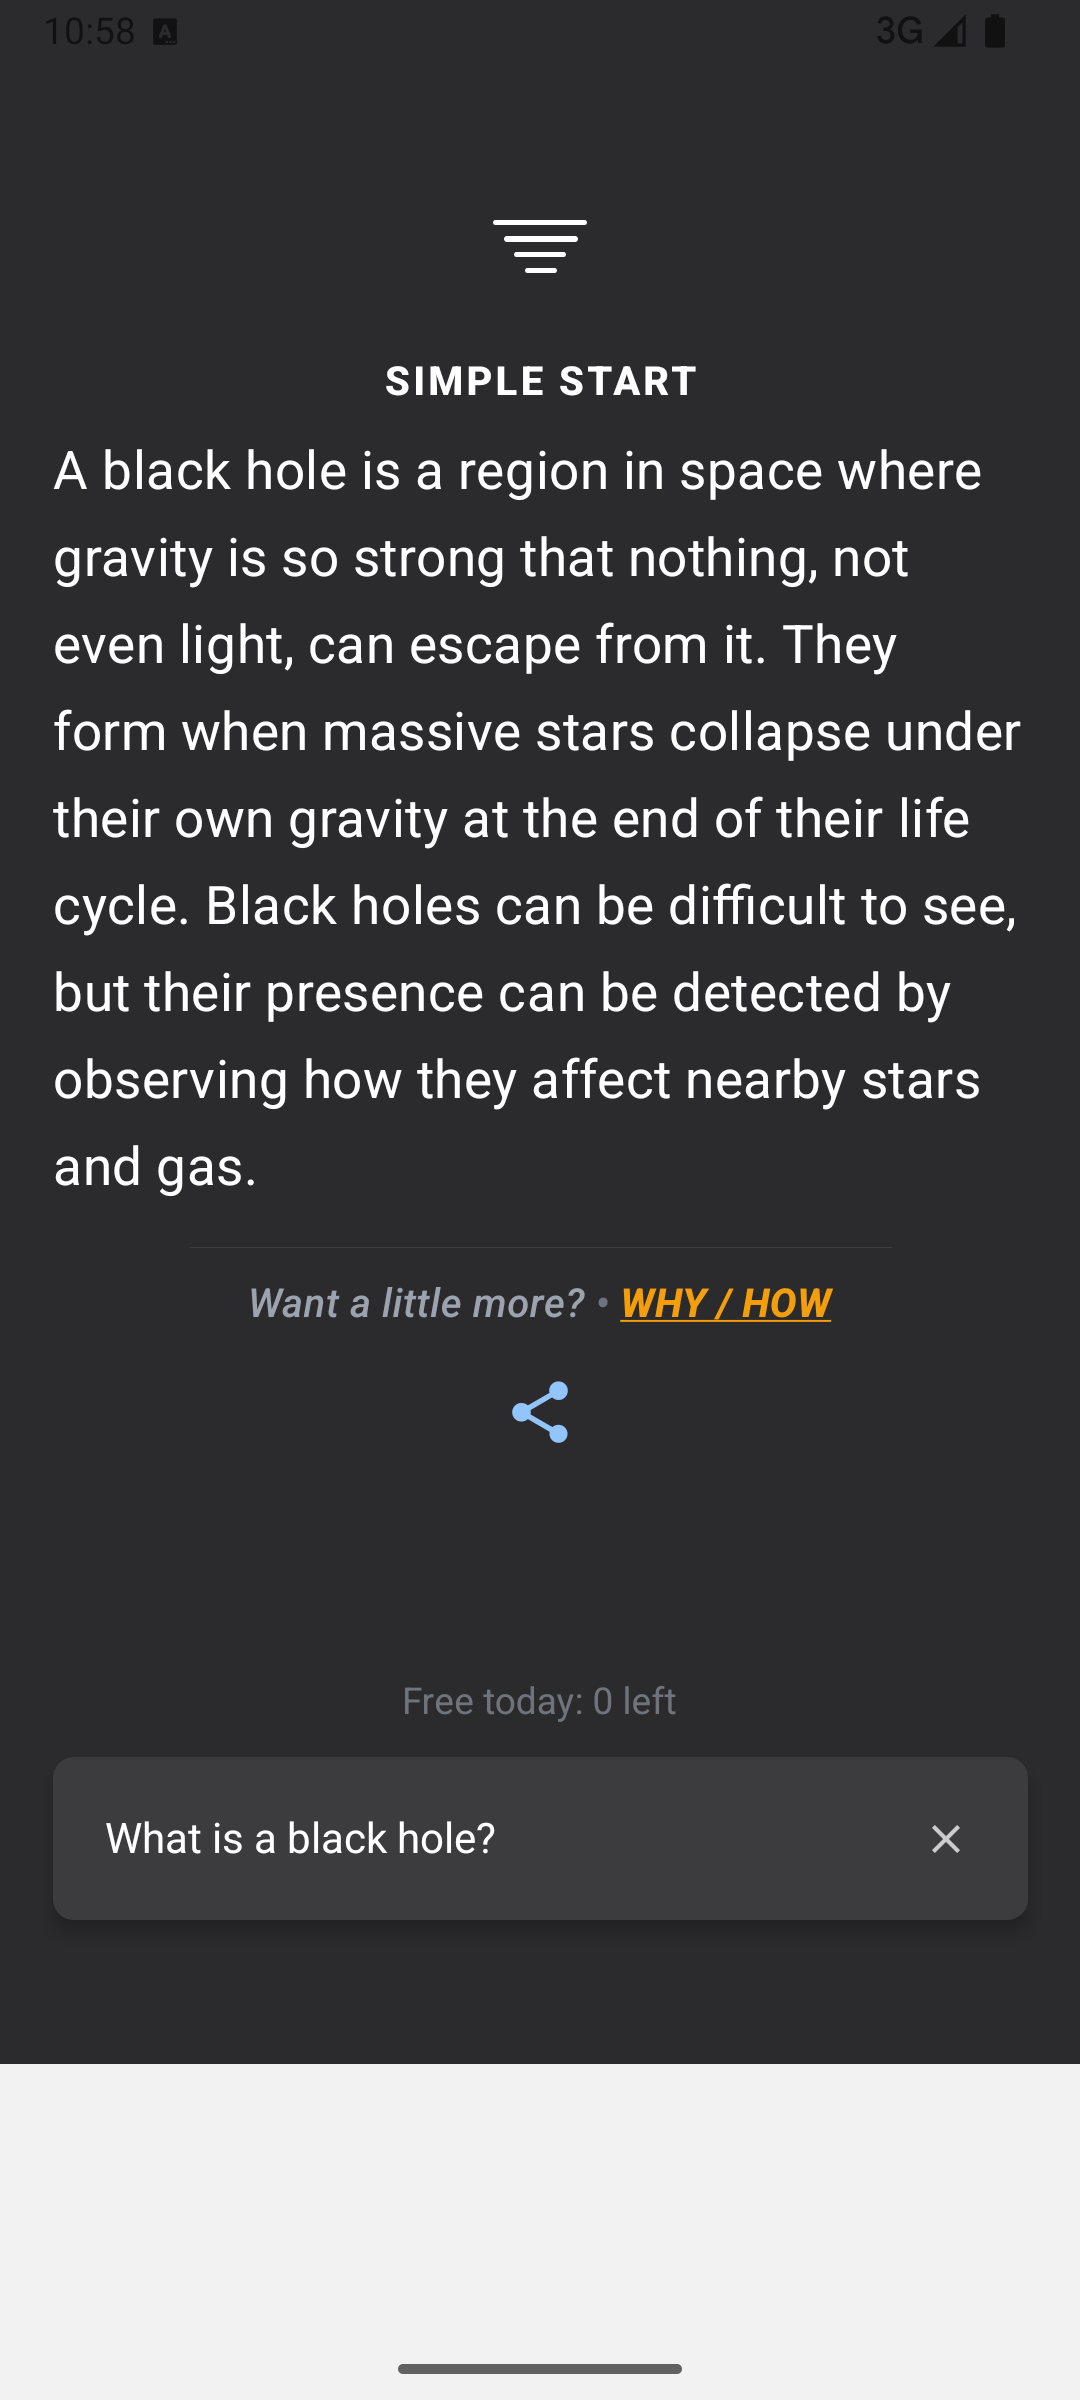 10:58
3G
SIMPLE START
A black hole is a region in space where
gravity is so strong that nothing, not
even light, can escape from it. They
form when massive stars collapse under
their own gravity at the end of their life
cycle. Black holes can be difficult to see,
but their presence can be detected by
observing how they affect nearby stars
and gas.
Want a little more? • WHY / HOW
Free today: 0 left
What is a black hole?